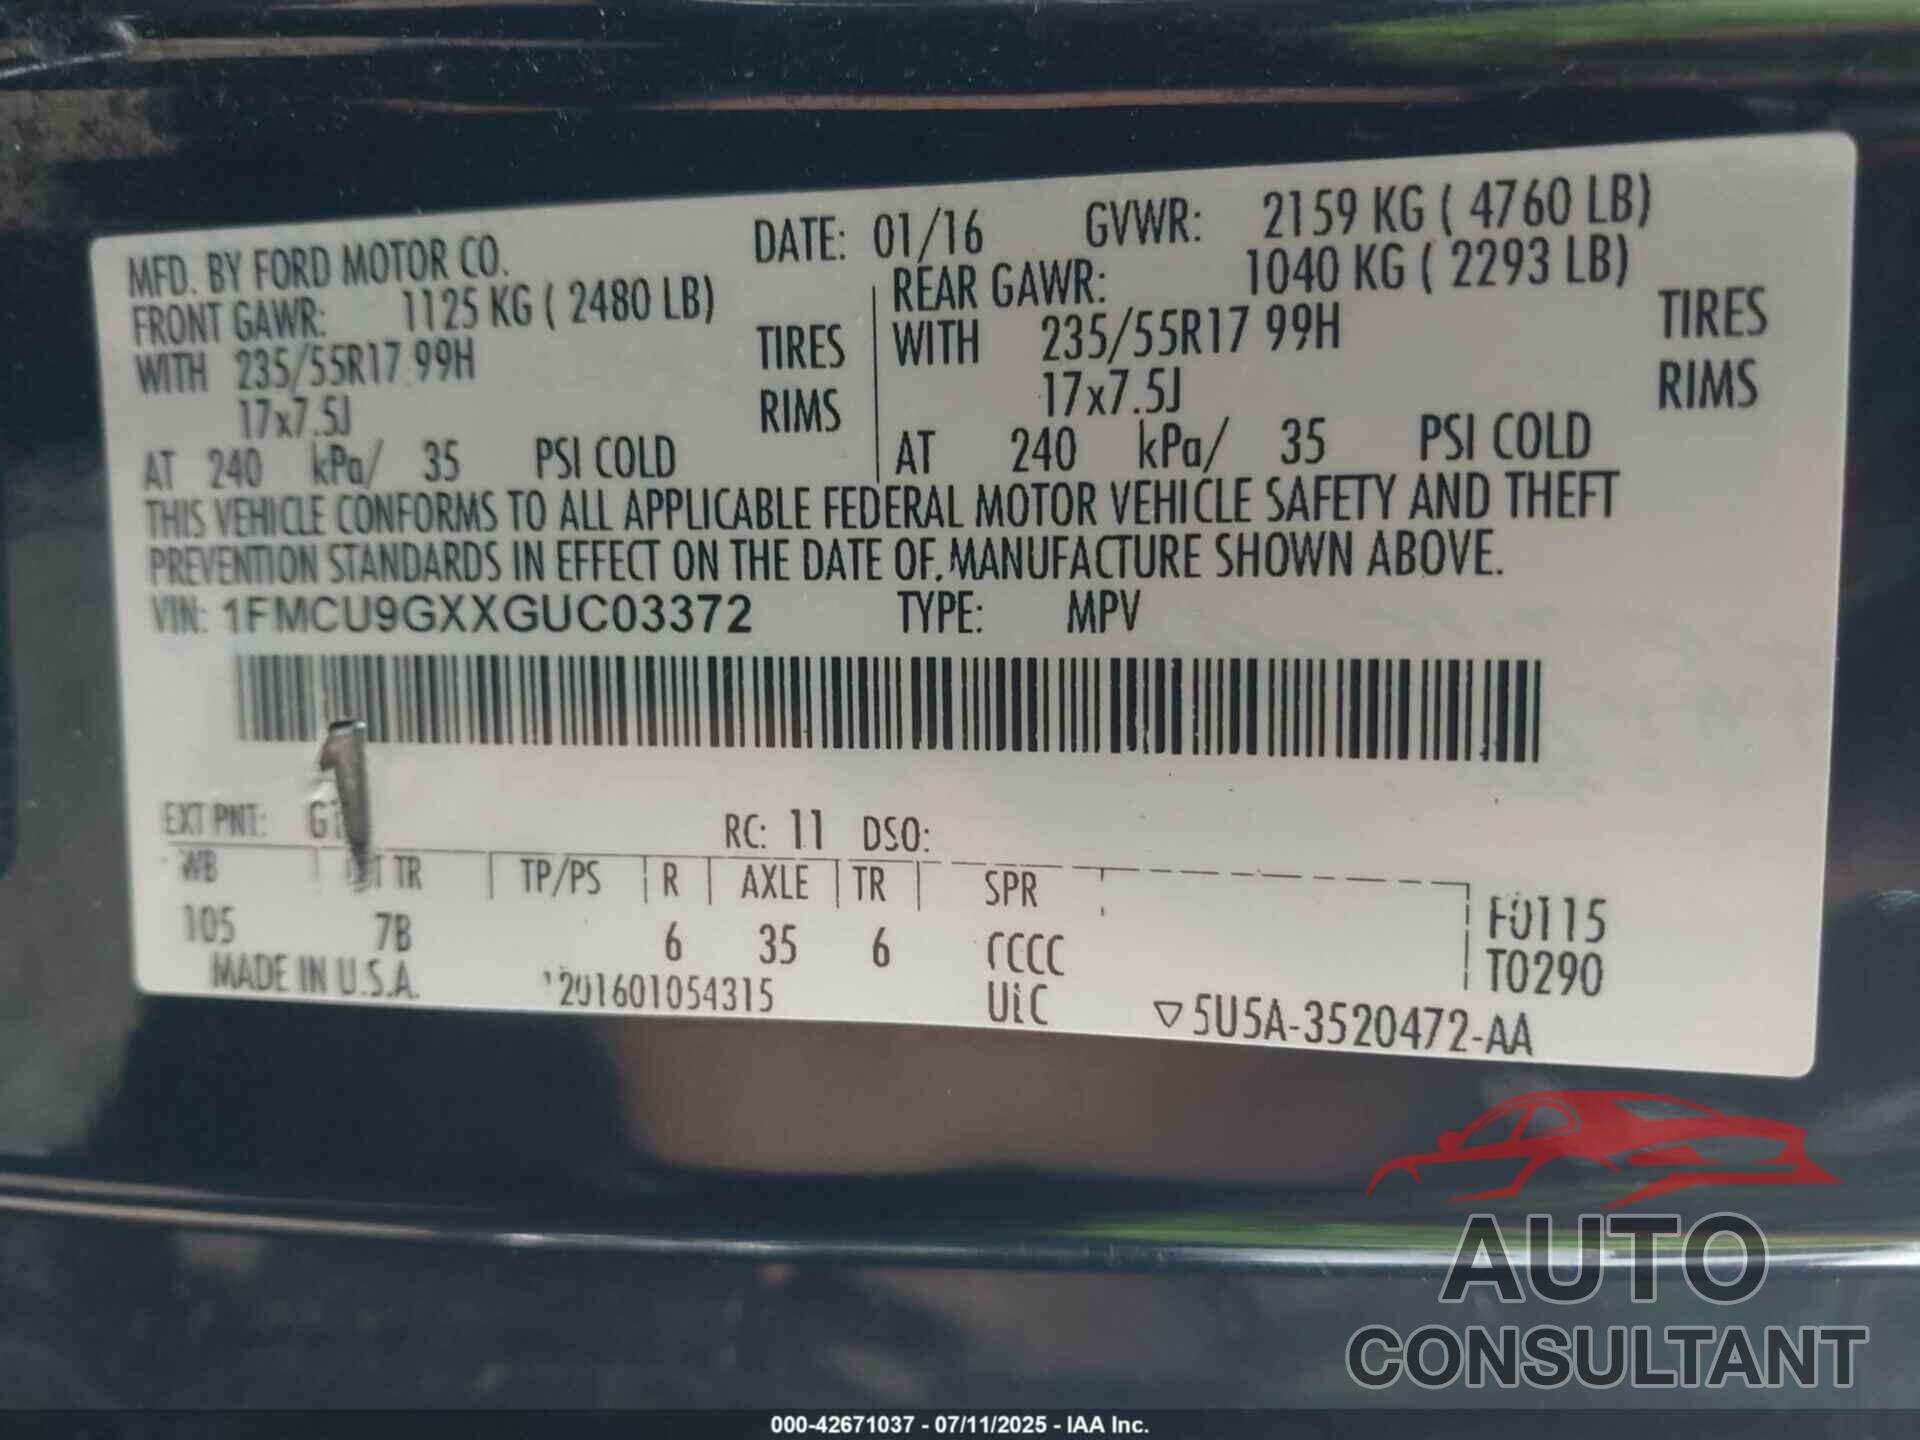 MFD. BY FORD MOTOR CO. DATE: 01/16 GVWR: 2159 KG ( 4760 LB)
FRONT GAWR: 1125 KG ( 2480 LB) REAR GAWR: 1040 KG ( 2293 LB)
WITH 235/55R17 99H TIRES WITH 235/55R17 99H TIRES
17x7.5J RIMS 17x7.5J RIMS
AT 240 kPa/ 35 PSI COLD AT 240 kPa/ 35 PSI COLD
THIS VEHICLE CONFORMS TO ALL APPLICABLE FEDERAL MOTOR VEHICLE SAFETY AND THEFT
PREVENTION STANDARDS IN EFFECT ON THE DATE OF MANUFACTURE SHOWN ABOVE.
VIN: 1FMCU9GXXGUC03372 TYPE: MPV
EXT PNT: RC: 11 DSO:
WB TR TP/PS R AXLE TR SPR
105 7B 6 35 6 T0290
MADE IN U.S.A. 201601054315 5U5A-3520472-AA
AUTO
CONSULTANT
000-42671037 - 07/11/2025 - IAA Inc.